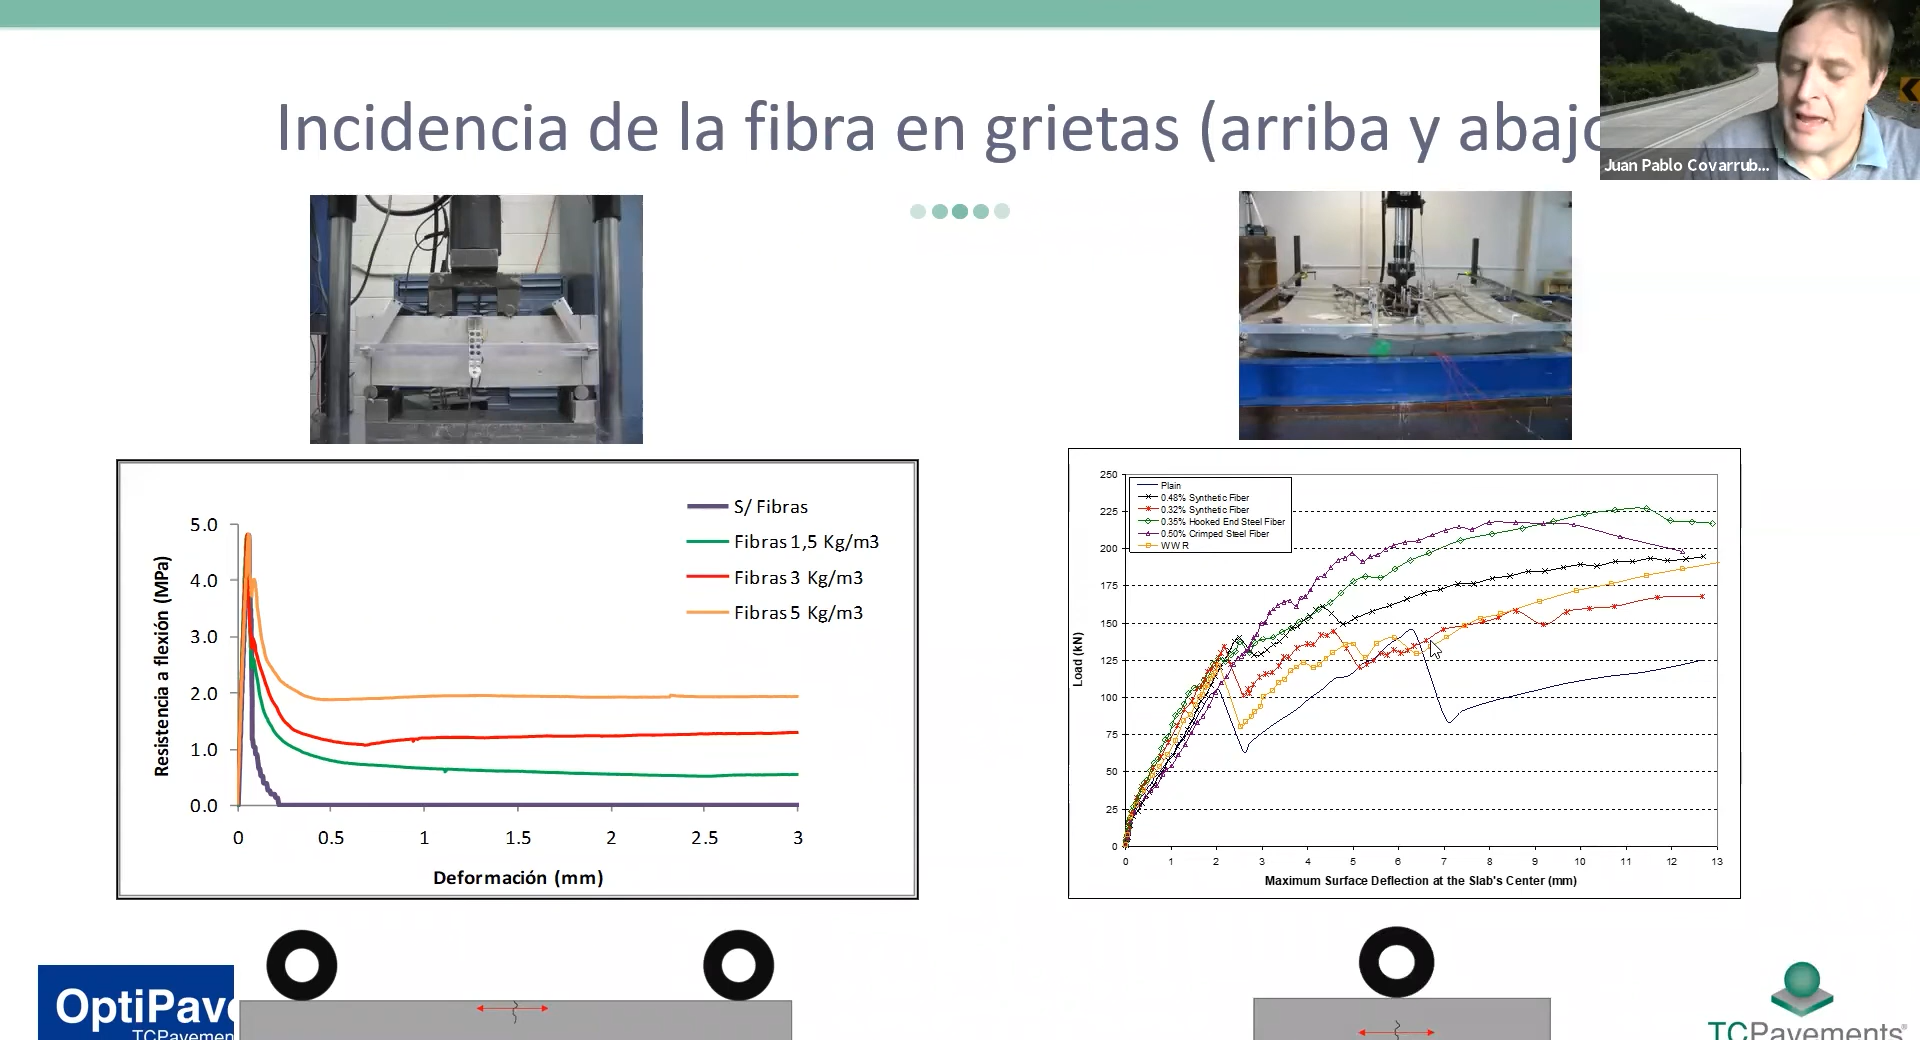 Incidencia de la fibra en grietas (arriba y abajo
Juan Pablo Covarrub...
S/ Fibras
Fibras 1,5 Kg/m3
Fibras 3 Kg/m3
Fibras 5 Kg/m3
Resistencia a flexión (MPa)
5.0
4.0
3.0
2.0
1.0
0.0
0 0.5 1 1.5 2 2.5 3
Deformación (mm)
Plain
0.48% Synthetic Fiber
0.32% Synthetic Fiber
0.35% Hooked End Steel Fiber
0.50% Crimped Steel Fiber
WWR
Load (kN)
250
225
200
175
150
125
100
75
50
25
0
0 1 2 3 4 5 6 7 8 9 10 11 12 13
Maximum Surface Deflection at the Slab's Center (mm)
OptiPave
TCPavemen
TCPavements®